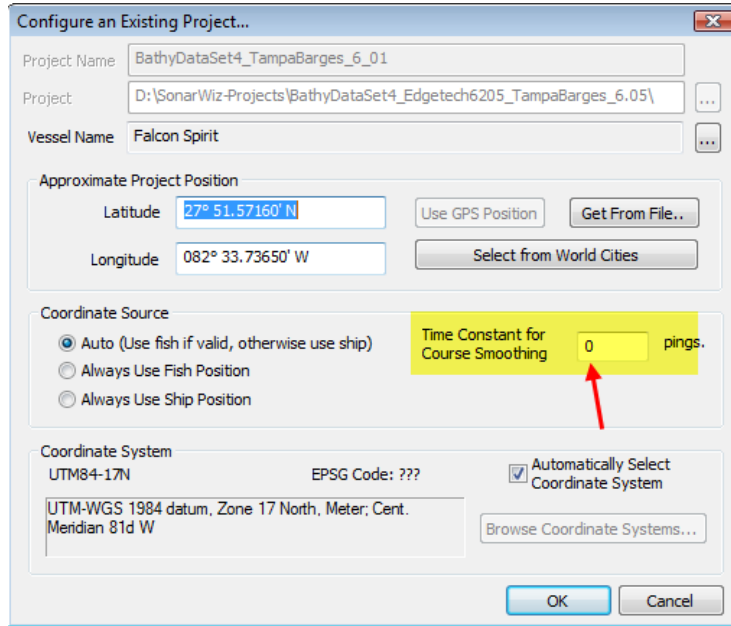 Configure an Existing Project...
Project Name BathyDataSet4_TampaBarges_6_01
Project D:\SonarWiz-Projects\BathyDataSet4_Edgetech6205_TampaBarges_6.05\ ...
Vessel Name Falcon Spirit ...
Approximate Project Position
Latitude 27° 51.57160' N Use GPS Position Get From File..
Longitude 082° 33.73650' W Select from World Cities
Coordinate Source
Auto (Use fish if valid, otherwise use ship)
Always Use Fish Position
Always Use Ship Position
Time Constant for
Course Smoothing 0 pings.
Coordinate System
UTM84-17N EPSG Code: ???
Automatically Select
Coordinate System
UTM-WGS 1984 datum, Zone 17 North, Meter; Cent.
Meridian 81d W
Browse Coordinate Systems...
OK Cancel